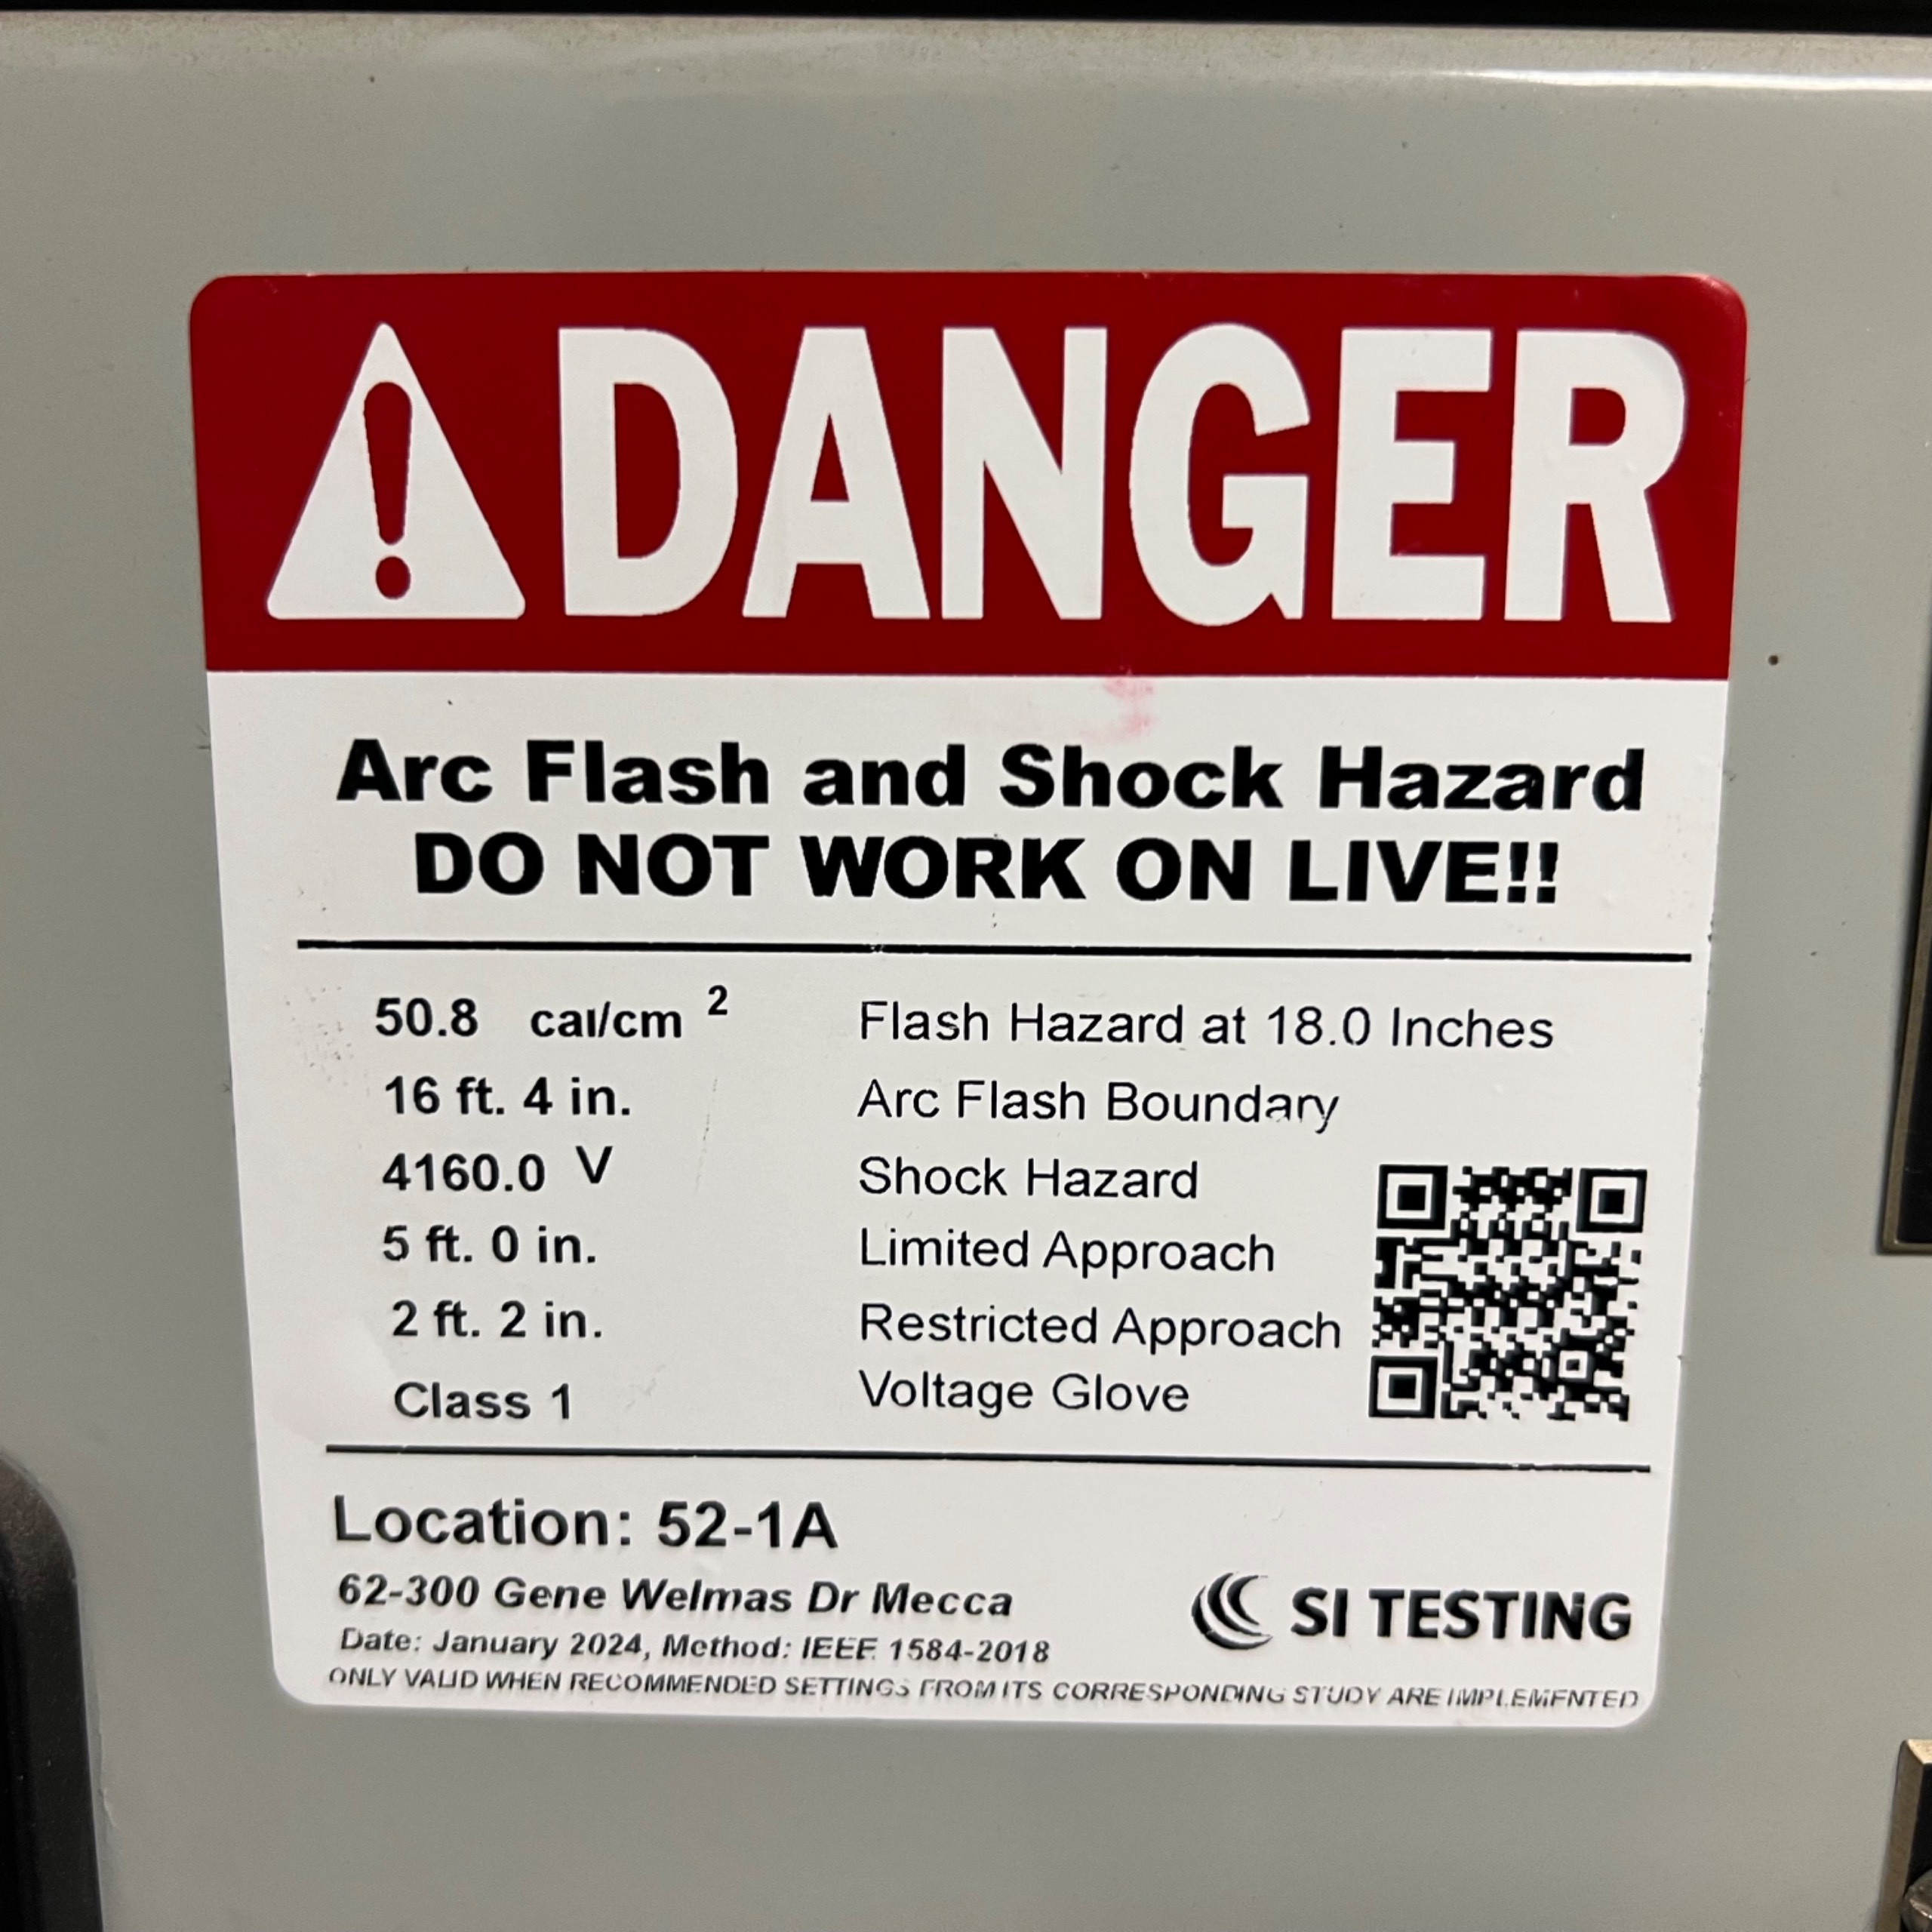 DANGER
Arc Flash and Shock Hazard
DO NOT WORK ON LIVE!!
50.8 cal/cm 2 Flash Hazard at 18.0 Inches
16 ft. 4 in. Arc Flash Boundary
4160.0 V Shock Hazard
5 ft. 0 in. Limited Approach
2 ft. 2 in. Restricted Approach
Class 1 Voltage Glove
Location: 52-1A
62-300 Gene Welmas Dr Mecca
SI TESTING
Date: January 2024, Method: IEEE 1584-2018
ONLY VALID WHEN RECOMMENDED SETTINGS FROM ITS CORRESPONDING STUDY ARE IMPLEMENTED